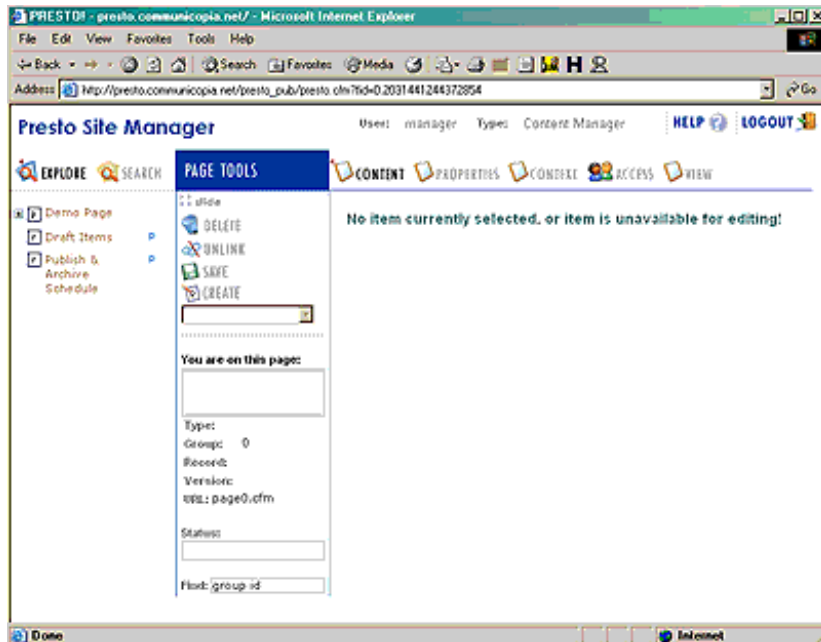 PRESTO! - presto.communicopia.net/ - Microsoft Internet Explorer
File Edit View Favorites Tools Help
Back Search Favorites Media
Address http://presto.communicopia.net/presto_pub/presto.cfm?tid=0.2031441244372854 Go
Presto Site Manager User: manager Type: Content Manager HELP LOGOUT
EXPLORE SEARCH PAGE TOOLS CONTENT PROPERTIES CONTEXT ACCESS VIEW
Demo Page
Draft Items P
Publish & P
Archive
Schedule
DELETE
UNLINK
SAVE
CREATE
No item currently selected, or item is unavailable for editing!
You are on this page:
Type:
Group: 0
Record:
Version:
URL: page0.cfm
Status:
Find: group id
Done Internet